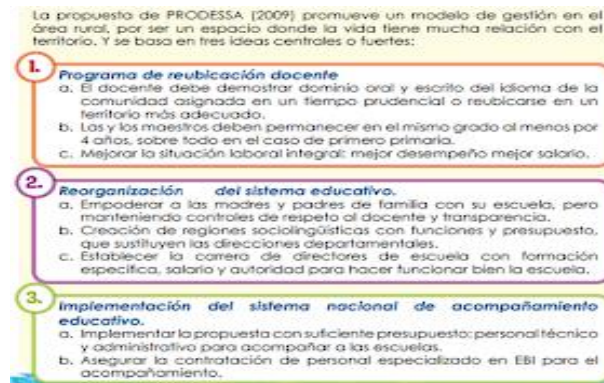 La propuesta de PRODESSA (2009) promueve un modelo de gestión en el
área rural, por ser un espacio donde la vida tiene mucha relación con el
territorio. Y se basa en tres ideas centrales o fuertes:
1.
Programa de reubicación docente
a. El docente debe demostrar dominio oral y escrito del idioma de la
comunidad asignada en un tiempo prudencial o reubicarse en un
territorio más adecuado.
b. Las y los maestros deben permanecer en el mismo grado al menos por
4 años, sobre todo en el caso de primero primaria.
c. Mejorar la situación laboral integral: mejor desempeño mejor salario.
2.
Reorganización del sistema educativo.
a. Empoderar a las madres y padres de familia con su escuela, pero
manteniendo controles de respeto al docente y transparencia.
b. Creación de regiones sociolingüísticas con funciones y presupuesto,
que sustituyen las direcciones departamentales.
c. Establecer la carrera de directores de escuela con formación
específica, salario y autoridad para hacer funcionar bien la escuela.
3.
Implementación del sistema nacional de acompañamiento
educativo.
a. Implementar la propuesta con suficiente presupuesto: personal técnico
y administrativo para acompañar a las escuelas.
b. Asegurar la contratación de personal especializado en EBI para el
acompañamiento.